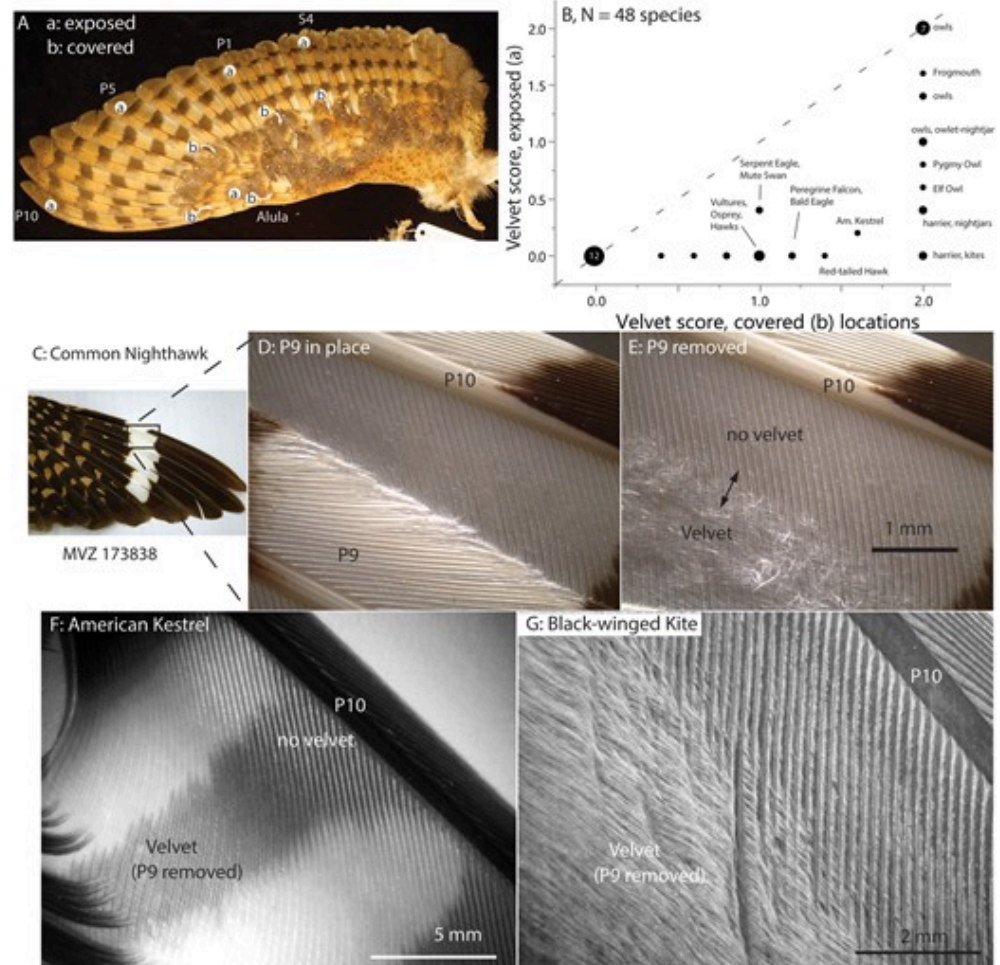 A
a: exposed
b: covered
S4
P1
P5
P10
Alula
a
a
a
a
a
b
b
b
b
b
B, N = 48 species
Velvet score, exposed (a)
2.0
1.5
1.0
0.5
0.0
0.0
1.0
2.0
Velvet score, covered (b) locations
7
owls
Frogmouth
owls
owls, owlet-nightjar
Pygmy Owl
Elf Owl
harrier, nightjars
harrier, kites
Serpent Eagle,
Mute Swan
Vultures,
Osprey,
Hawks
Peregrine Falcon,
Bald Eagle
Am. Kestrel
Red-tailed Hawk
12
C: Common Nighthawk
MVZ 173838
D: P9 in place
P10
P9
E: P9 removed
P10
no velvet
Velvet
1 mm
F: American Kestrel
P10
no velvet
Velvet
(P9 removed)
5 mm
G: Black-winged Kite
P10
Velvet
(P9 removed)
2 mm